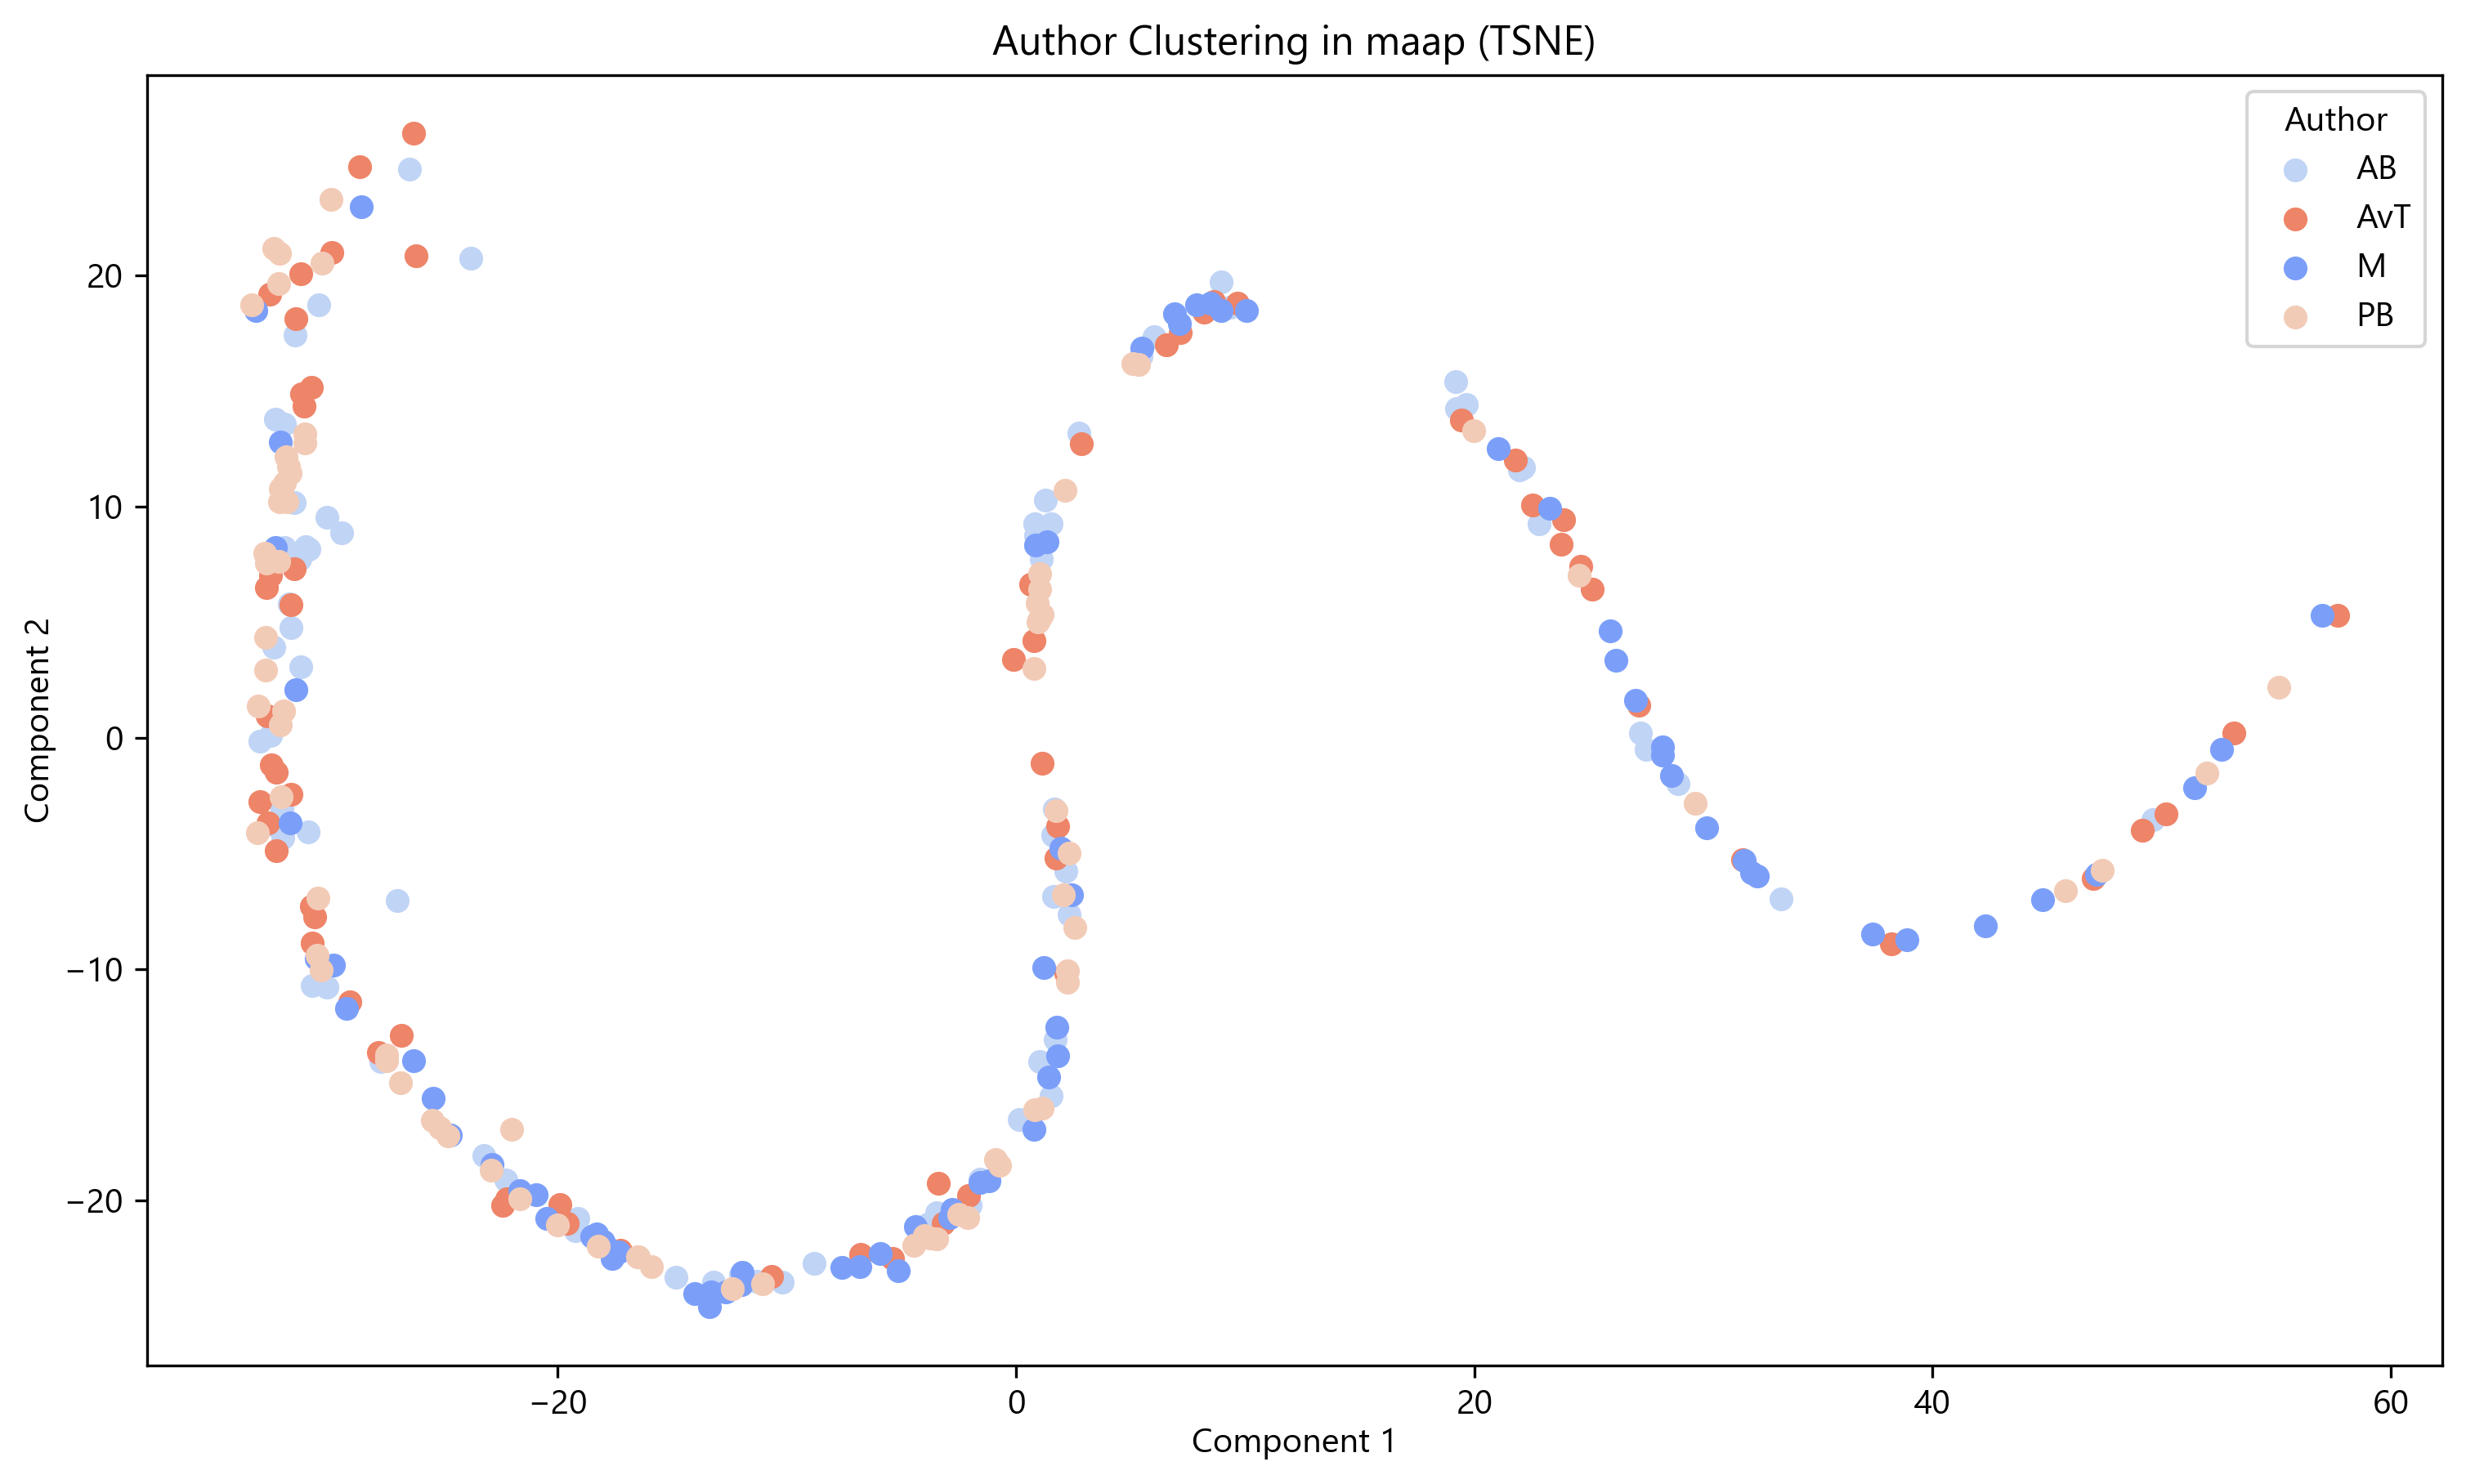 Author Clustering in maap (TSNE)
Author
AB
AvT
M
PB
20
10
0
−10
−20
Component 2
−20
0
20
40
60
Component 1